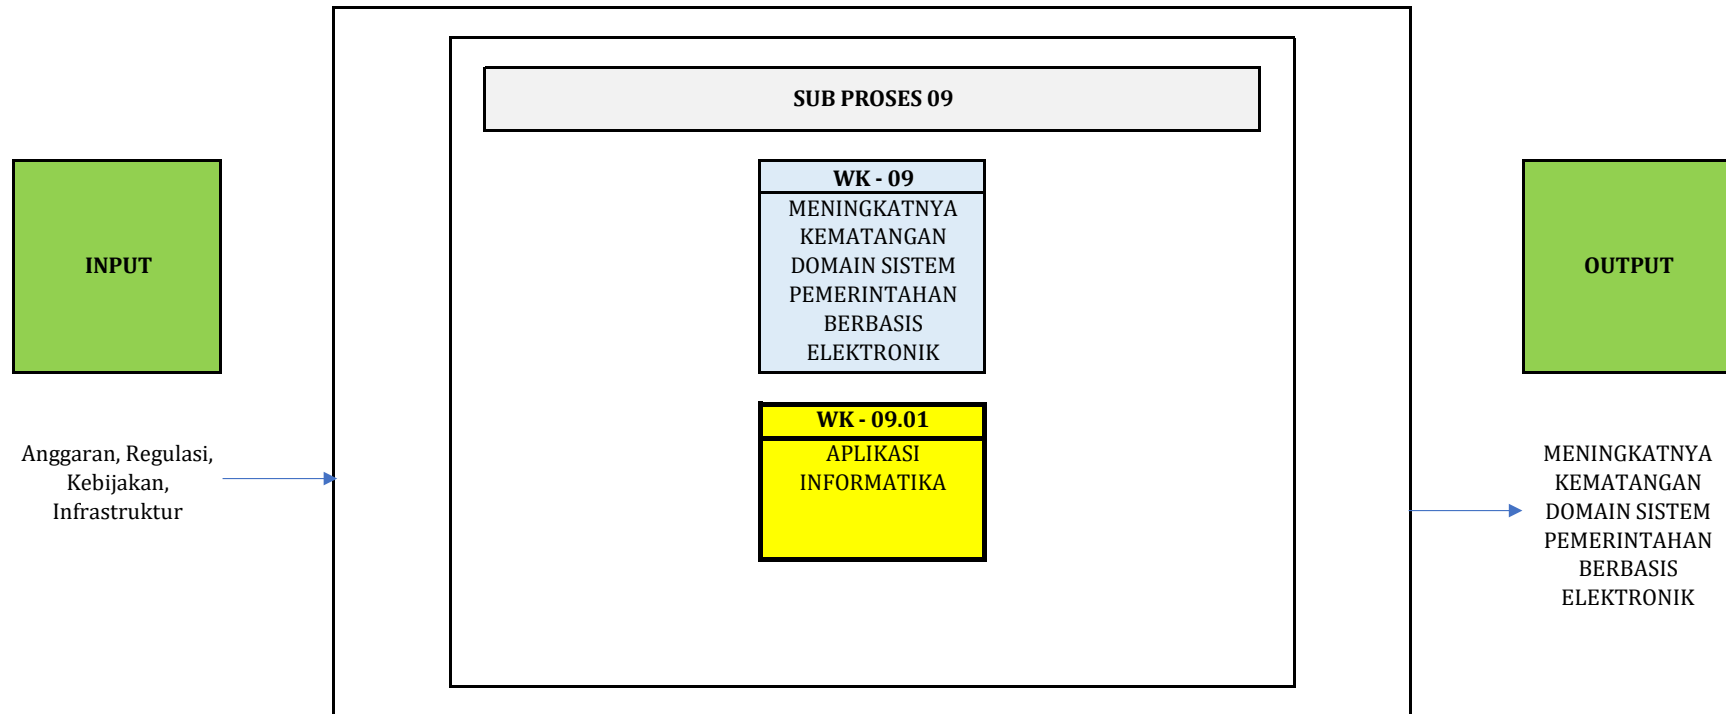 SUB PROSES 09
INPUT
WK - 09
MENINGKATNYA
KEMATANGAN
DOMAIN SISTEM
PEMERINTAHAN
BERBASIS
ELEKTRONIK
OUTPUT
Anggaran, Regulasi,
Kebijakan,
Infrastruktur
WK - 09.01
APLIKASI
INFORMATIKA
MENINGKATNYA
KEMATANGAN
DOMAIN SISTEM
PEMERINTAHAN
BERBASIS
ELEKTRONIK